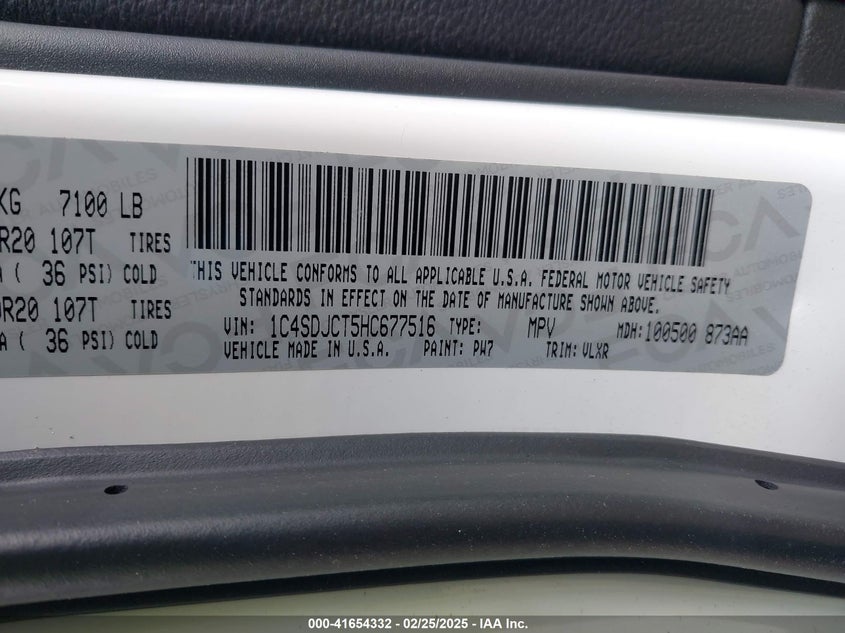 KG 7100 LB
R20 107T TIRES
A ( 36 PSI) COLD
0R20 107T TIRES
A ( 36 PSI) COLD
THIS VEHICLE CONFORMS TO ALL APPLICABLE U.S.A. FEDERAL MOTOR VEHICLE SAFETY
STANDARDS IN EFFECT ON THE DATE OF MANUFACTURE SHOWN ABOVE.
VIN: 1C4SDJCT5HC677516 TYPE: MPV MDH:100500 873AA
VEHICLE MADE IN U.S.A. PAINT: PW7 TRIM: VLXR
000-41654332 - 02/25/2025 - IAA Inc.